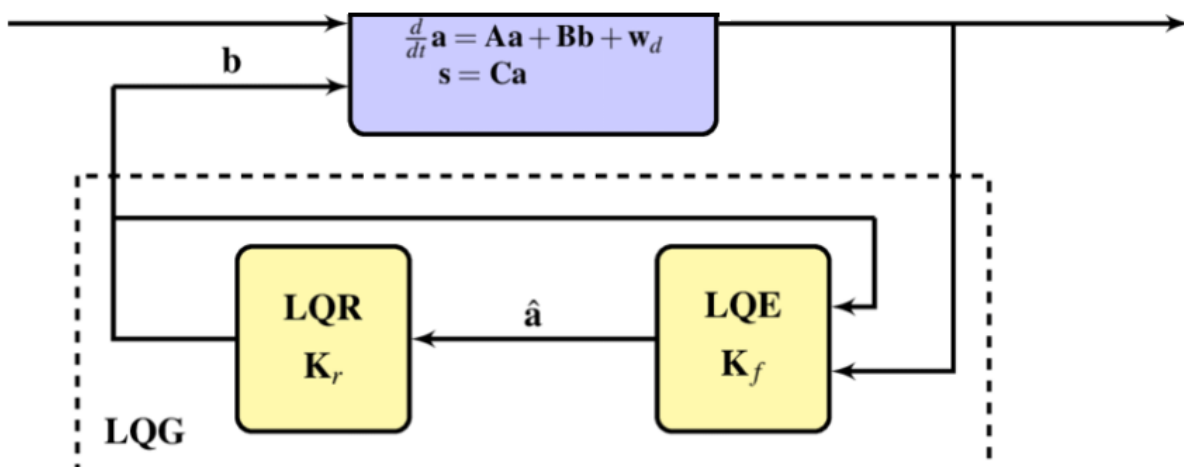 d/dt a = Aa + Bb + w_d
s = Ca
b
LQR
K_r
â
LQE
K_f
LQG